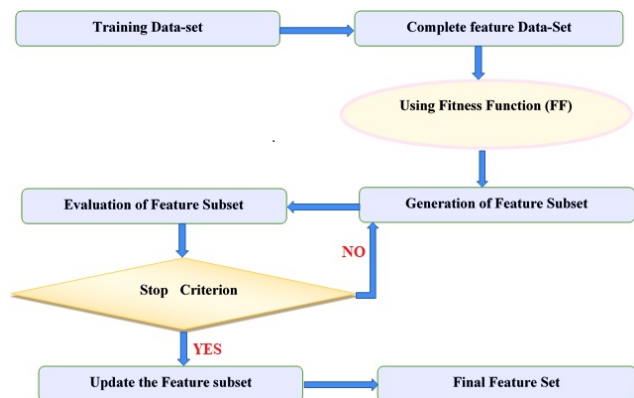 Training Data-set
Complete feature Data-Set
Using Fitness Function (FF)
Generation of Feature Subset
Evaluation of Feature Subset
NO
Stop Criterion
YES
Update the Feature subset
Final Feature Set